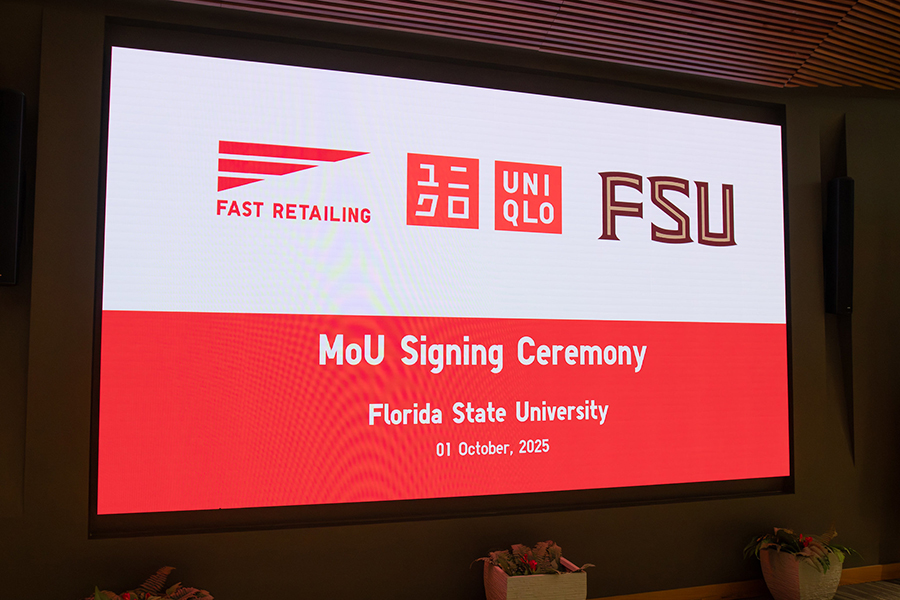 FAST RETAILING
ユニ
クロ
UNI
QLO
FSU
MoU Signing Ceremony
Florida State University
01 October, 2025